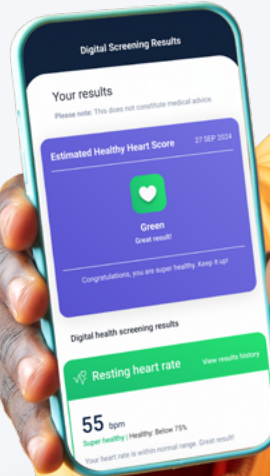 Digital Screening Results
Your results
Please note: This does not constitute medical advice.
Estimated Healthy Heart Score
27 SEP 2024
Green
Great result!
Congratulations, you are super healthy. Keep it up!
Digital health screening results
Resting heart rate
View results history
55 bpm
Super healthy | Healthy: Below 75%
Your heart rate is within normal range. Great result!